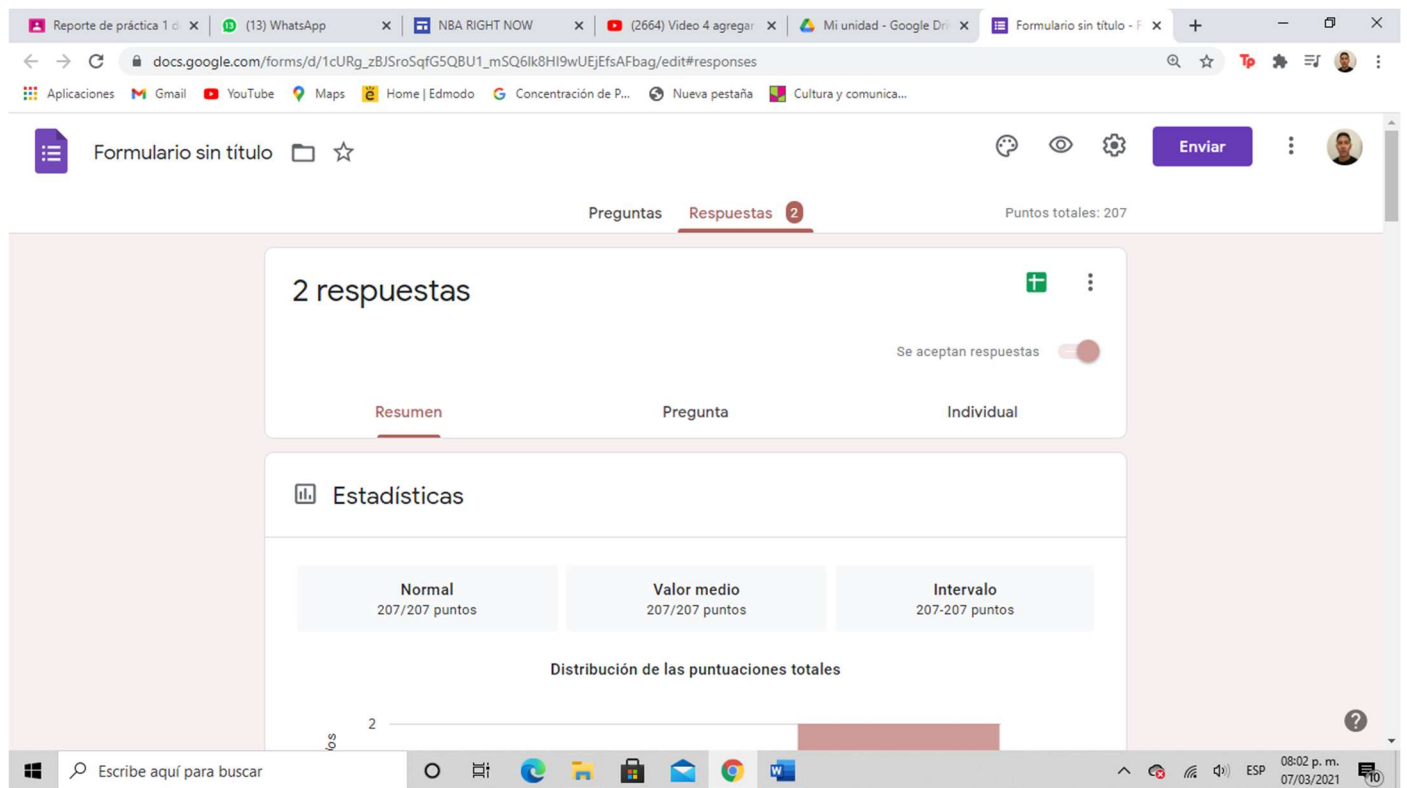 Reporte de práctica 1 d
(13) WhatsApp
NBA RIGHT NOW
(2664) Video 4 agregar
Mi unidad - Google Dri
Formulario sin título - F
docs.google.com/forms/d/1cURg_zBJSroSqfG5QBU1_mSQ6Ik8HI9wUEjEfsAFbag/edit#responses
Tp
Aplicaciones
Gmail
YouTube
Maps
Home | Edmodo
Concentración de P...
Nueva pestaña
Cultura y comunica...
Formulario sin título
Enviar
Preguntas
Respuestas 2
Puntos totales: 207
2 respuestas
Se aceptan respuestas
Resumen
Pregunta
Individual
Estadísticas
Normal
207/207 puntos
Valor medio
207/207 puntos
Intervalo
207-207 puntos
Distribución de las puntuaciones totales
2
Escribe aquí para buscar
ESP
08:02 p. m.
07/03/2021
10